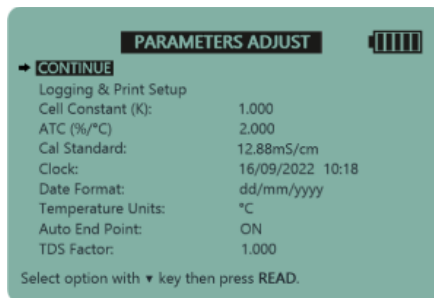 PARAMETERS ADJUST
➡ CONTINUE
Logging & Print Setup
Cell Constant (K): 1.000
ATC (%/°C) 2.000
Cal Standard: 12.88mS/cm
Clock: 16/09/2022 10:18
Date Format: dd/mm/yyyy
Temperature Units: °C
Auto End Point: ON
TDS Factor: 1.000
Select option with ▼ key then press READ.